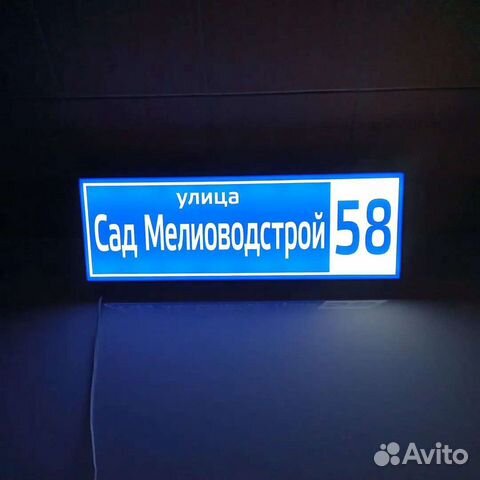 улица
Сад Мелиоводстрой 58
Avito